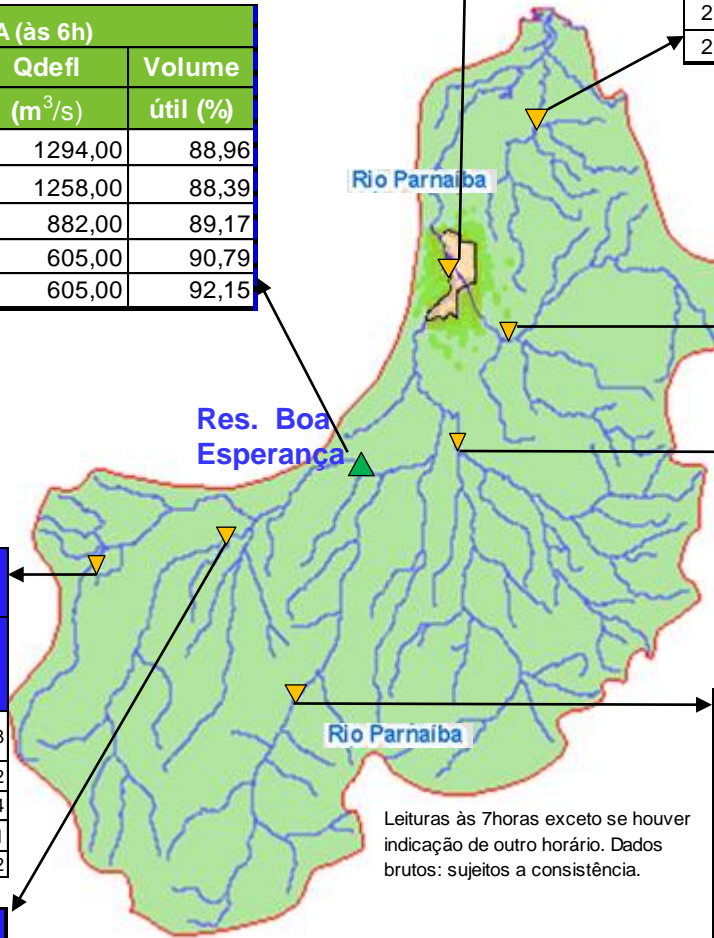 A (às 6h)
Qdefl Volume
(m³/s) útil (%)
1294,00 88,96
1258,00 88,39
882,00 89,17
605,00 90,79
605,00 92,15
2
2
Rio Parnaíba
Res. Boa
Esperança
Rio Parnaíba
Leituras às 7horas exceto se houver
indicação de outro horário. Dados
brutos: sujeitos a consistência.